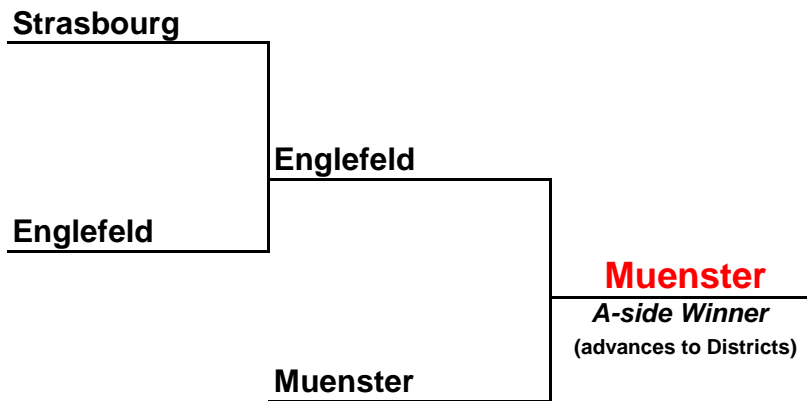 Strasbourg
Englefeld
Englefeld
Muenster
A-side Winner
(advances to Districts)
Muenster